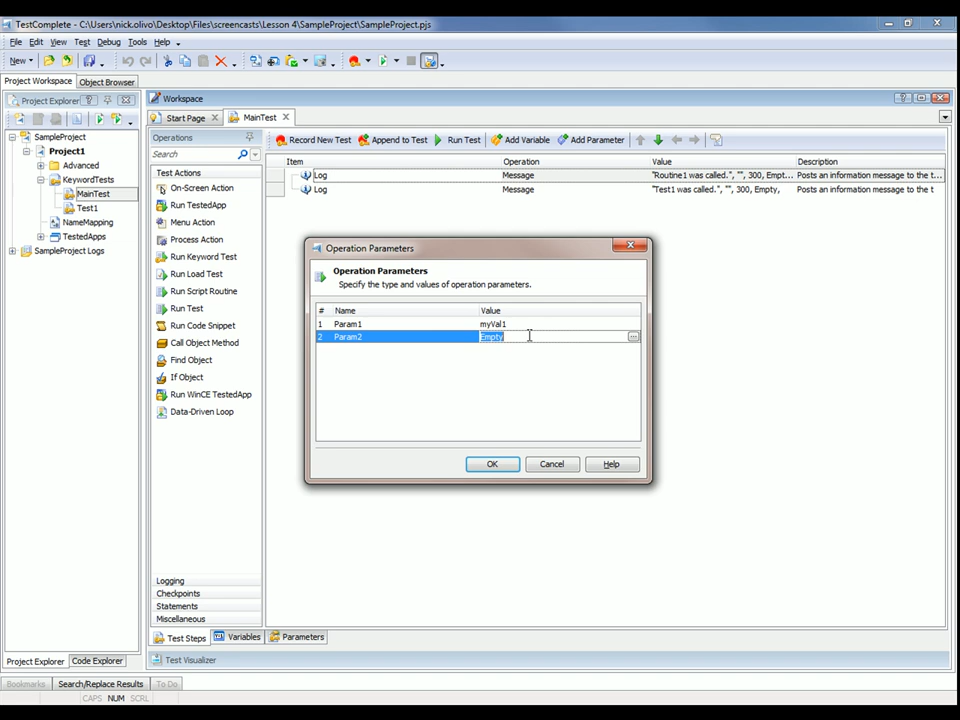 TestComplete - C:\Users\nick.olivo\Desktop\Files\screencasts\Lesson 4\SampleProject\SampleProject.pjs
File Edit View Test Debug Tools Help
New
Project Workspace Object Browser
Project Explorer
SampleProject
Project1
Advanced
KeywordTests
MainTest
Test1
NameMapping
TestedApps
SampleProject Logs
Workspace
Start Page MainTest
Operations
Search
Test Actions
On-Screen Action
Run TestedApp
Menu Action
Process Action
Run Keyword Test
Run Load Test
Run Script Routine
Run Test
Run Code Snippet
Call Object Method
Find Object
If Object
Run WinCE TestedApp
Data-Driven Loop
Logging
Checkpoints
Statements
Miscellaneous
Record New Test Append to Test Run Test Add Variable Add Parameter
Item Operation Value Description
Log Message "Routine1 was called.", "", 300, Empt... Posts an information message to the t...
Log Message "Test1 was called.", "", 300, Empty, Posts an information message to the t
Operation Parameters
Operation Parameters
Specify the type and values of operation parameters.
# Name Value
1 Param1 myVal1
2 Param2 Empty ...
OK Cancel Help
Test Steps Variables Parameters
Project Explorer Code Explorer
Test Visualizer
Bookmarks Search/Replace Results To Do
CAPS NUM SCRL